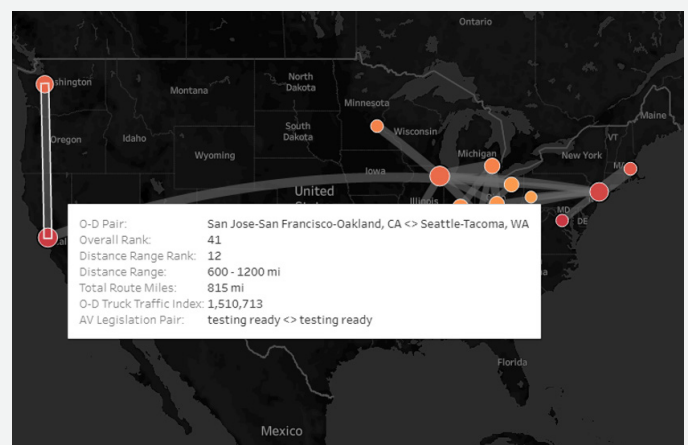 Ontario
shington
Montana
North
Dakota
Minnesota
Maine
Oregon
Idaho
South
Dakota
Wisconsin
Michigan
VT
Wyoming
New York
MA
Iowa
United
Illinois
MD
DE
O-D Pair: San Jose-San Francisco-Oakland, CA <> Seattle-Tacoma, WA
Overall Rank: 41
Distance Range Rank: 12
Distance Range: 600 - 1200 mi
Total Route Miles: 815 mi
O-D Truck Traffic Index: 1,510,713
AV Legislation Pair: testing ready <> testing ready
Florida
Mexico